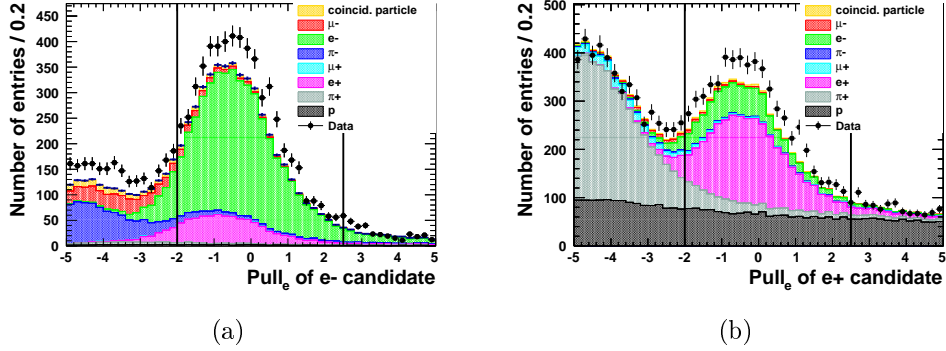 Number of entries / 0.2
450
400
350
300
250
200
150
100
50
0
-5 -4 -3 -2 -1 0 1 2 3 4 5
Pull_e of e- candidate
coincid. particle
μ-
e-
π-
μ+
e+
π+
p
Data
(a)
Number of entries / 0.2
500
400
300
200
100
0
-5 -4 -3 -2 -1 0 1 2 3 4 5
Pull_e of e+ candidate
coincid. particle
μ-
e-
π-
μ+
e+
π+
p
Data
(b)